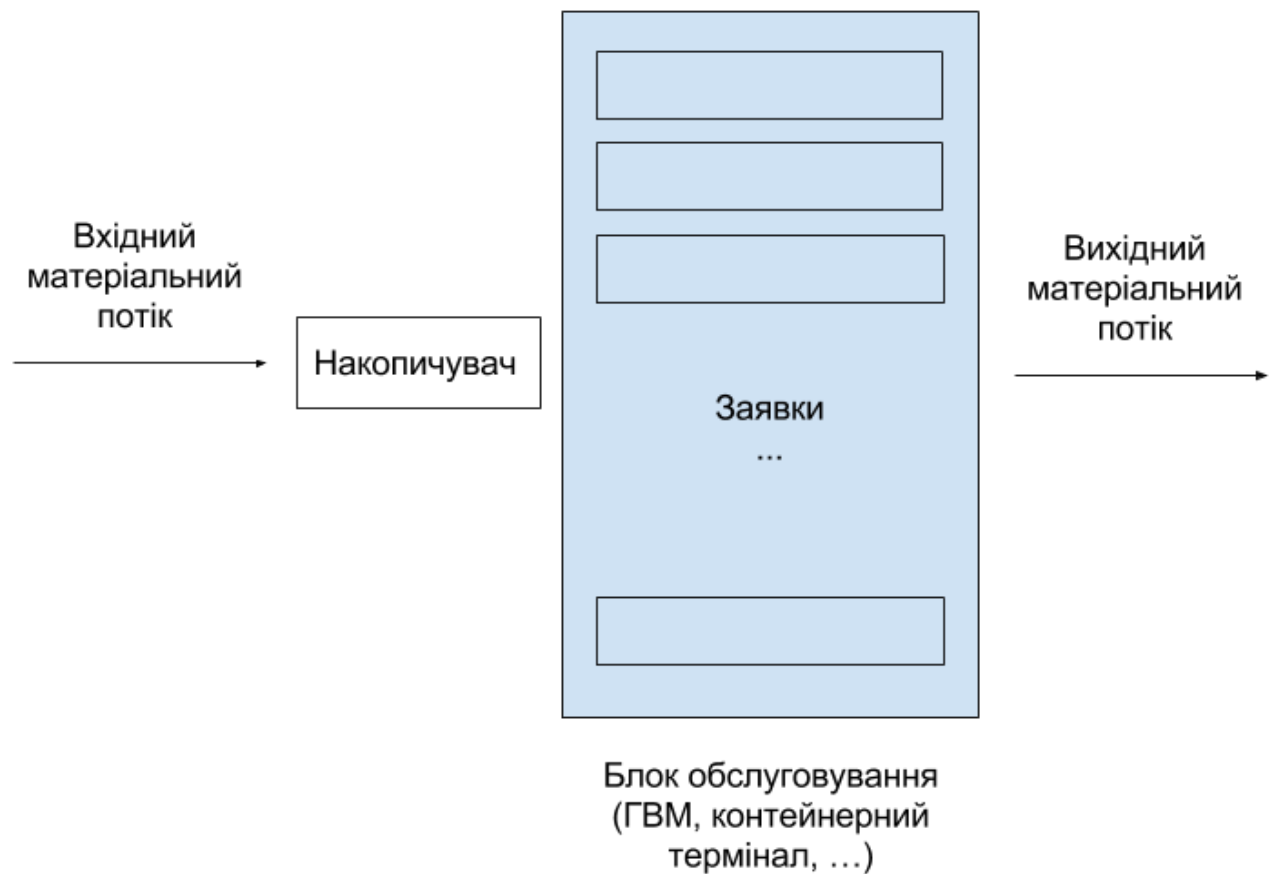 Вхідний
матеріальний
потік
Накопичувач
Заявки
...
Вихідний
матеріальний
потік
Блок обслуговування
(ГВМ, контейнерний
термінал, ...)